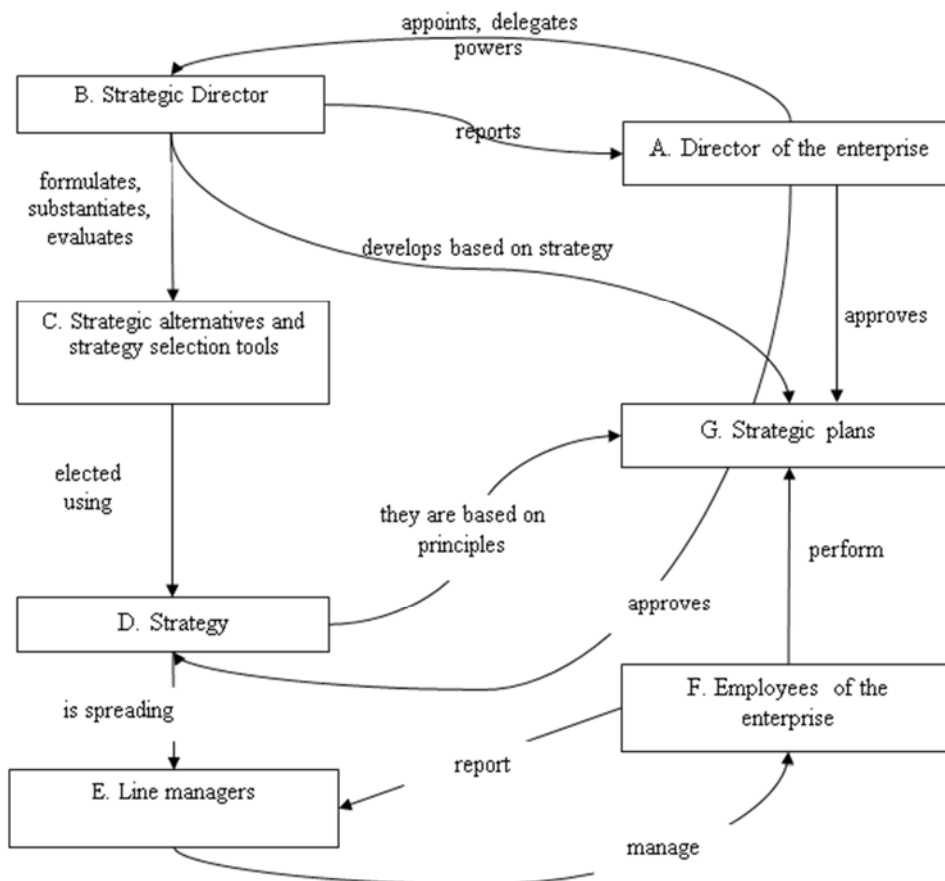 appoints, delegates
powers
B. Strategic Director
reports
A. Director of the enterprise
formulates,
substantiates,
evaluates
develops based on strategy
C. Strategic alternatives and
strategy selection tools
approves
G. Strategic plans
elected
using
they are based on
principles
perform
D. Strategy
approves
is spreading
F. Employees of the
enterprise
report
E. Line managers
manage